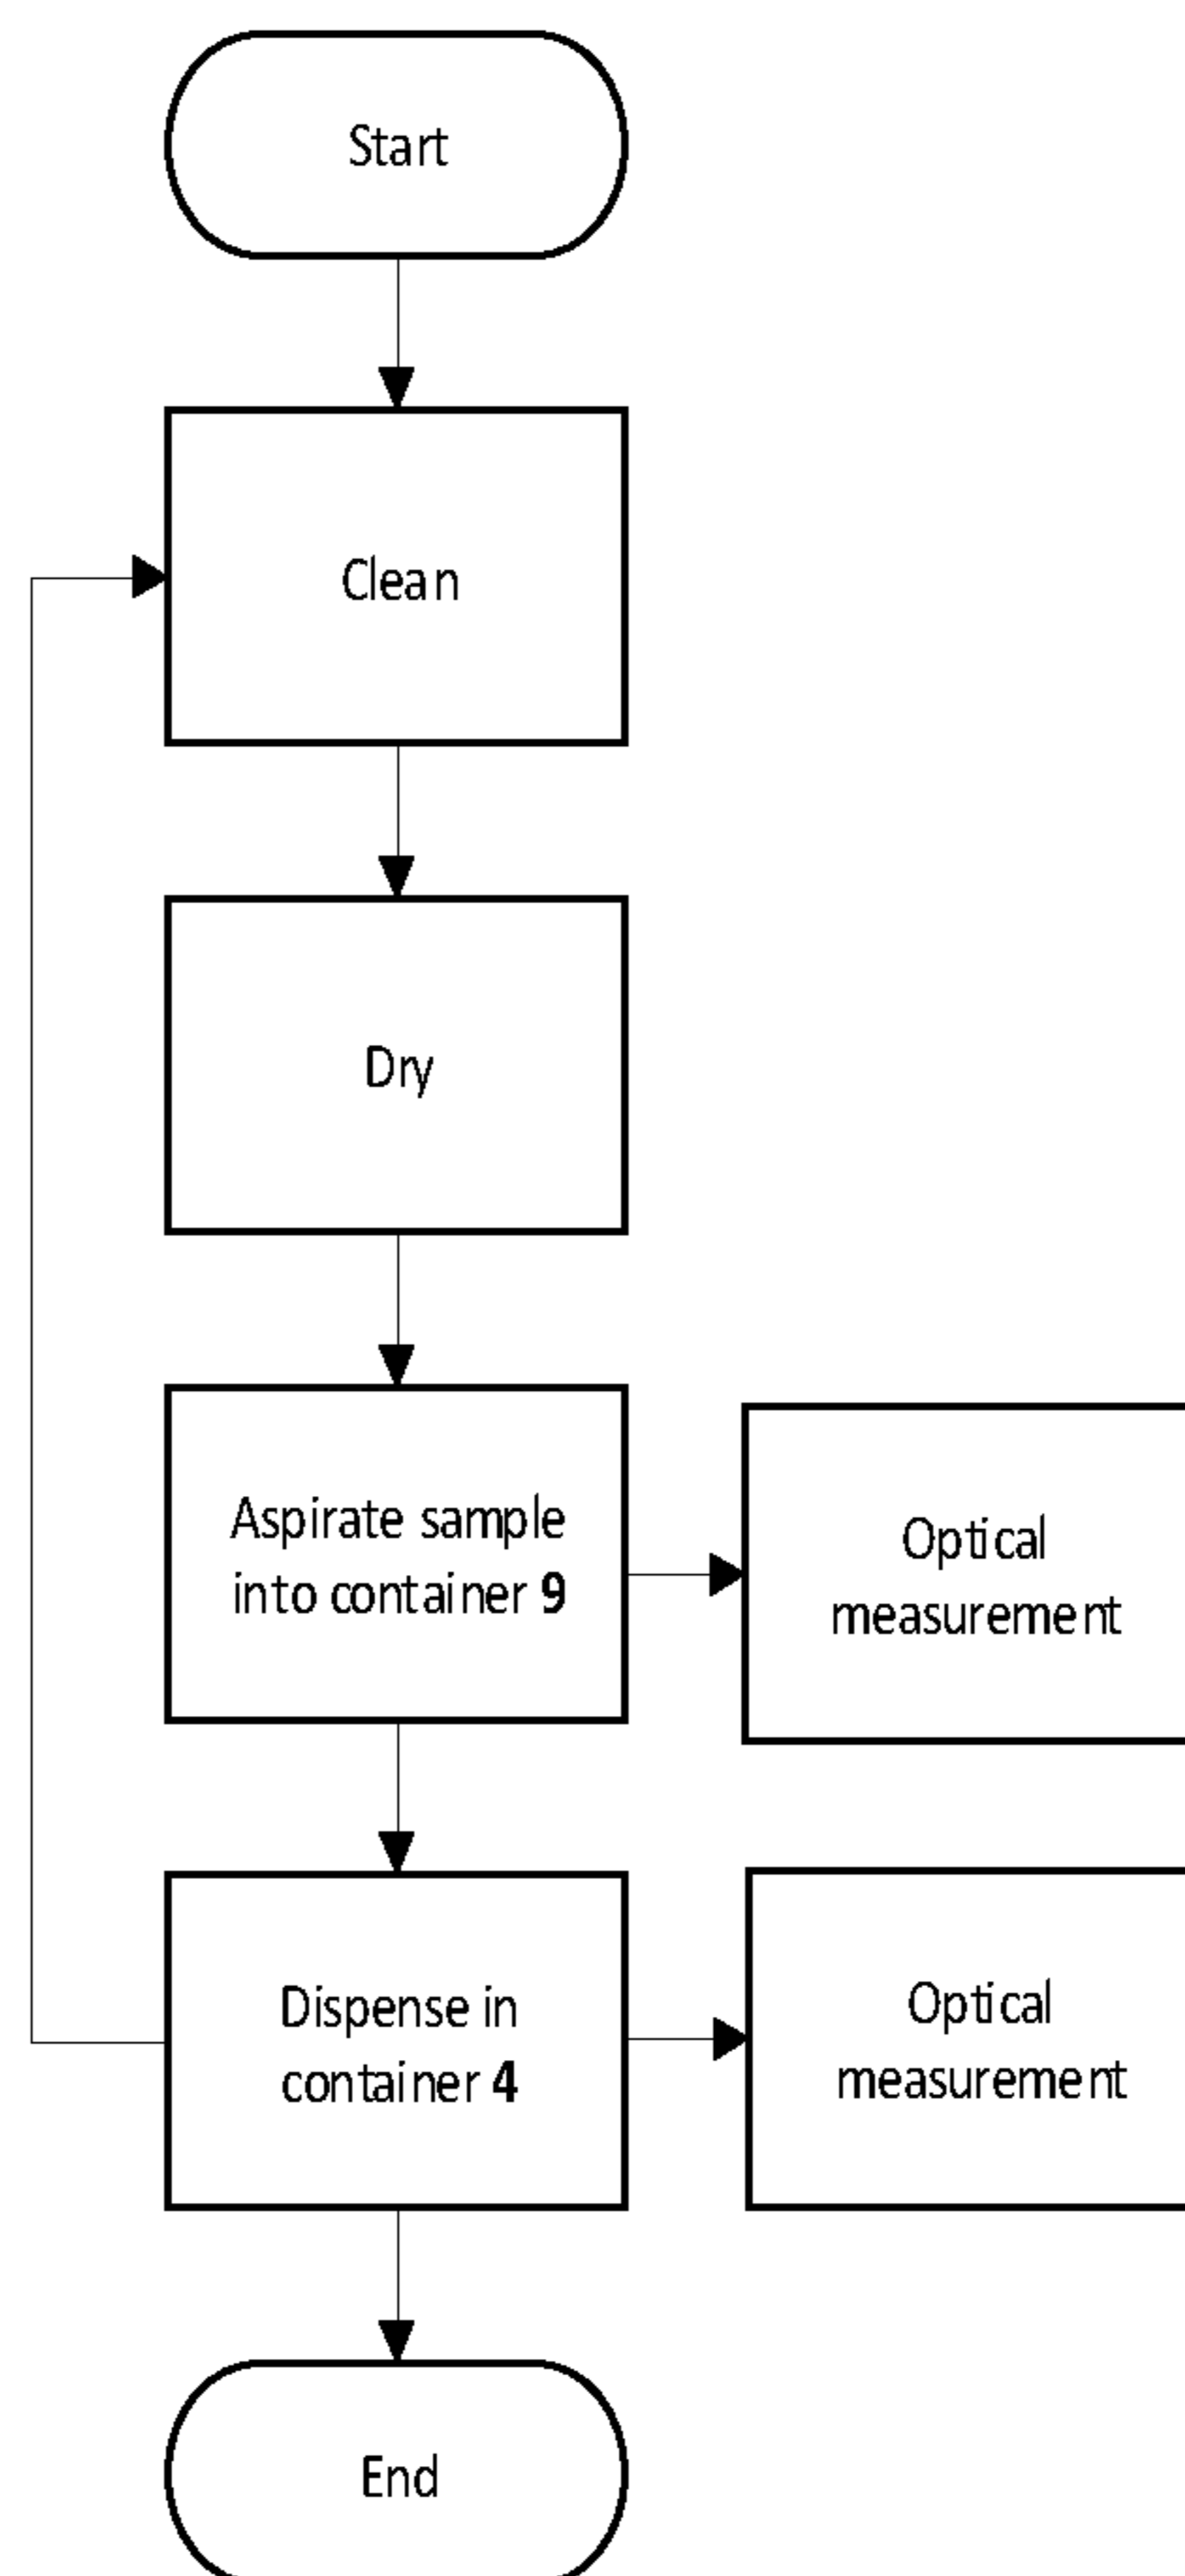 Start
Clean
Dry
Aspirate sample
into container 9
Optical
measurement
Dispense in
container 4
Optical
measurement
End